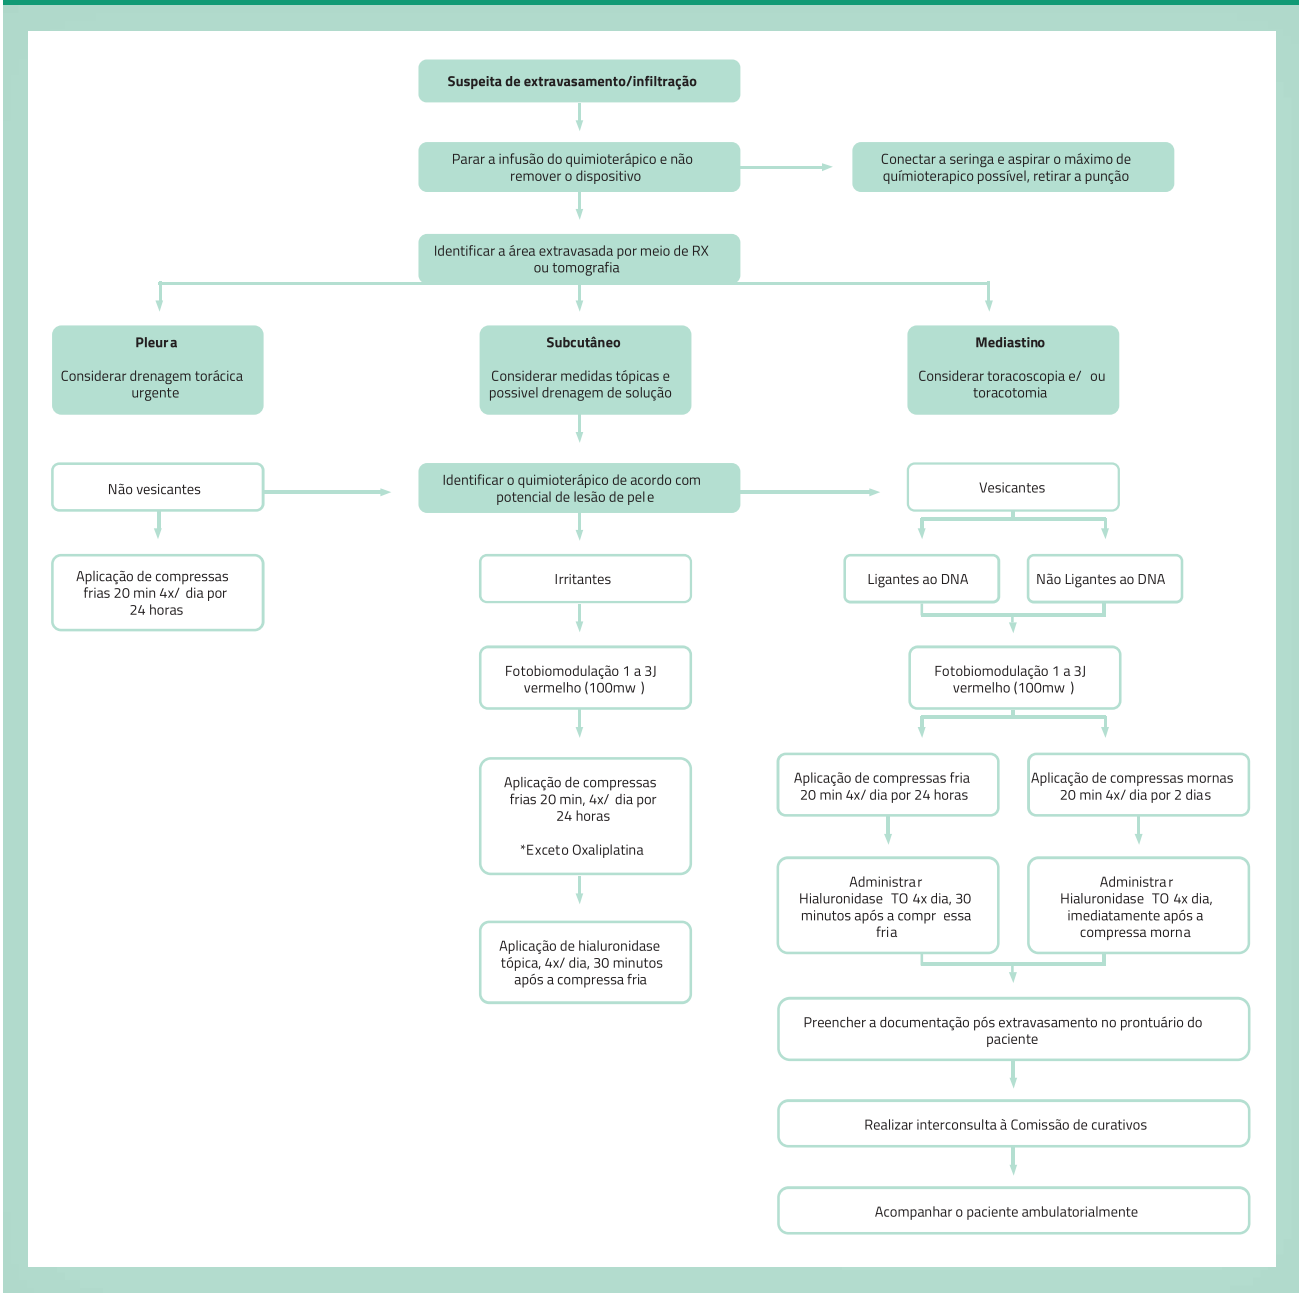 Suspeita de extravasamento/infiltração
Parar a infusão do quimioterápico e não
remover o dispositivo
Conectar a seringa e aspirar o máximo de
químioterapico possível, retirar a punção
Identificar a área extravasada por meio de RX
ou tomografia
Pleura
Considerar drenagem torácica
urgente
Subcutâneo
Considerar medidas tópicas e
possivel drenagem de solução
Mediastino
Considerar toracoscopia e/ ou
toracotomia
Não vesicantes
Identificar o quimioterápico de acordo com
potencial de lesão de pele
Vesicantes
Aplicação de compressas
frias 20 min 4x/ dia por
24 horas
Irritantes
Ligantes ao DNA
Não Ligantes ao DNA
Fotobiomodulação 1 a 3J
vermelho (100mw )
Fotobiomodulação 1 a 3J
vermelho (100mw )
Aplicação de compressas
frias 20 min, 4x/ dia por
24 horas
*Exceto Oxaliplatina
Aplicação de compressas fria
20 min 4x/ dia por 24 horas
Aplicação de compressas mornas
20 min 4x/ dia por 2 dias
Administrar
Hialuronidase TO 4x dia, 30
minutos após a compr essa
fria
Administrar
Hialuronidase TO 4x dia,
imediatamente após a
compressa morna
Aplicação de hialuronidase
tópica, 4x/ dia, 30 minutos
após a compressa fria
Preencher a documentação pós extravasamento no prontuário do
paciente
Realizar interconsulta à Comissão de curativos
Acompanhar o paciente ambulatorialmente